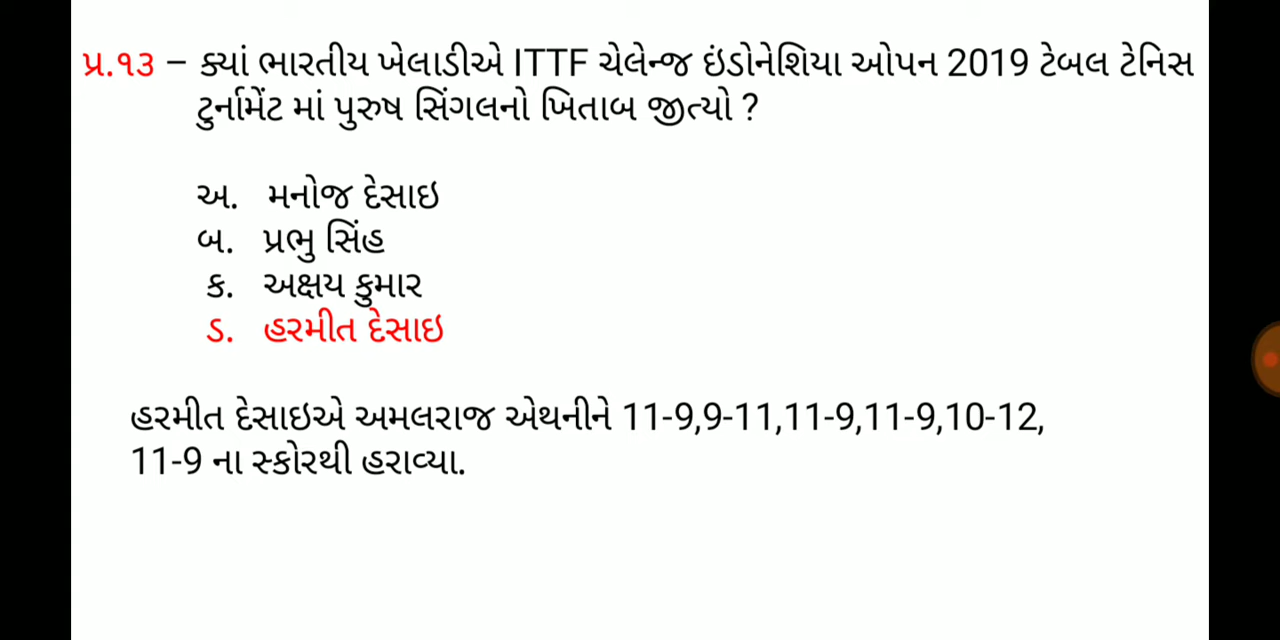 પ્ર.૧૩ – ક્યાં ભારતીય ખેલાડીએ ITTF ચેલેન્જ ઇંડોનેશિયા ઓપન 2019 ટેબલ ટેનિસ
ટુર્નામેંટ માં પુરુષ સિંગલનો ખિતાબ જીત્યો ?
અ. મનોજ દેસાઇ
બ. પ્રભુ સિંહ
ક. અક્ષય કુમાર
ડ. હરમીત દેસાઇ
હરમીત દેસાઇએ અમલરાજ એથનીને 11-9,9-11,11-9,11-9,10-12,
11-9 ના સ્કોરથી હરાવ્યા.